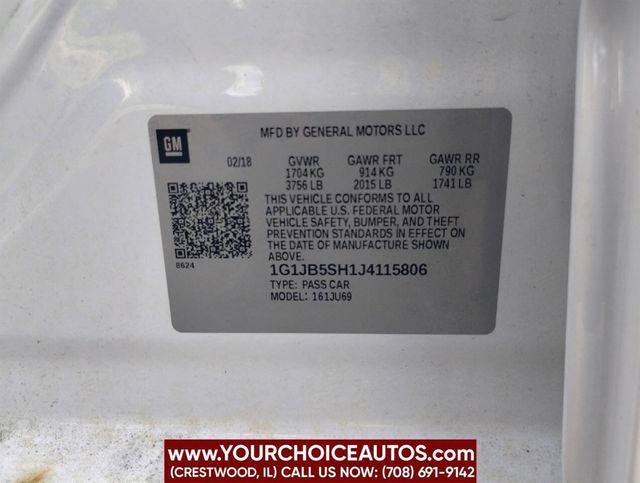 GM
MFD BY GENERAL MOTORS LLC
02/18 GVWR GAWR FRT GAWR RR
1704 KG 914 KG 790 KG
3756 LB 2015 LB 1741 LB
THIS VEHICLE CONFORMS TO ALL
APPLICABLE U.S. FEDERAL MOTOR
VEHICLE SAFETY, BUMPER, AND THEFT
PREVENTION STANDARDS IN EFFECT ON
THE DATE OF MANUFACTURE SHOWN
ABOVE.
8624
1G1JB5SH1J4115806
TYPE: PASS CAR
MODEL: 161JU69
WWW.YOURCHOICEAUTOS.COM
(CRESTWOOD, IL) CALL US NOW: (708) 691-9142